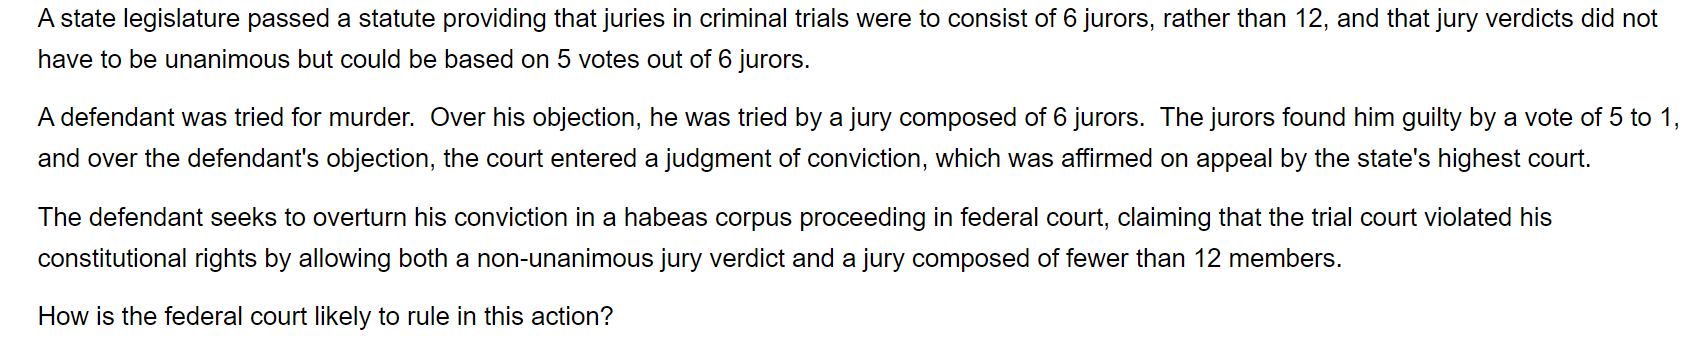 A state legislature passed a statute providing that juries in criminal trials were to consist of 6 jurors, rather than 12, and that jury verdicts did not
have to be unanimous but could be based on 5 votes out of 6 jurors.
A defendant was tried for murder.  Over his objection, he was tried by a jury composed of 6 jurors.  The jurors found him guilty by a vote of 5 to 1,
and over the defendant's objection, the court entered a judgment of conviction, which was affirmed on appeal by the state's highest court.
The defendant seeks to overturn his conviction in a habeas corpus proceeding in federal court, claiming that the trial court violated his
constitutional rights by allowing both a non-unanimous jury verdict and a jury composed of fewer than 12 members.
How is the federal court likely to rule in this action?